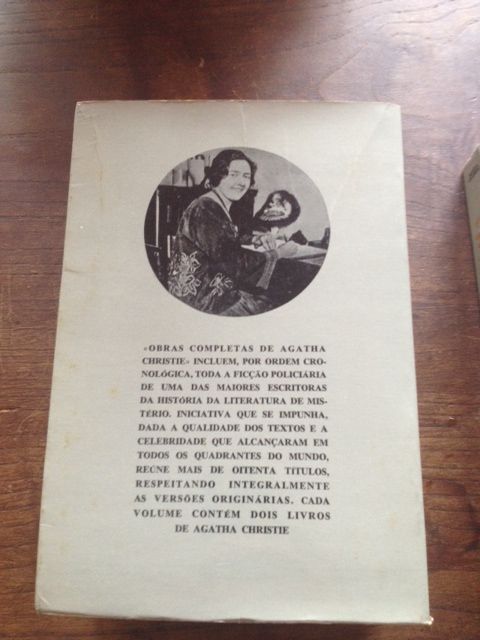 «OBRAS COMPLETAS DE AGATHA
CHRISTIE» INCLUEM, POR ORDEM CRO-
NOLÓGICA, TODA A FICÇÃO POLICIÁRIA
DE UMA DAS MAIORES ESCRITORAS
DA HISTÓRIA DA LITERATURA DE MIS-
TÉRIO. INICIATIVA QUE SE IMPUNHA,
DADA A QUALIDADE DOS TEXTOS E A
CELEBRIDADE QUE ALCANÇARAM EM
TODOS OS QUADRANTES DO MUNDO,
REÚNE MAIS DE OITENTA TÍTULOS,
RESPEITANDO INTEGRALMENTE
AS VERSÕES ORIGINÁRIAS. CADA
VOLUME CONTÉM DOIS LIVROS
DE AGATHA CHRISTIE